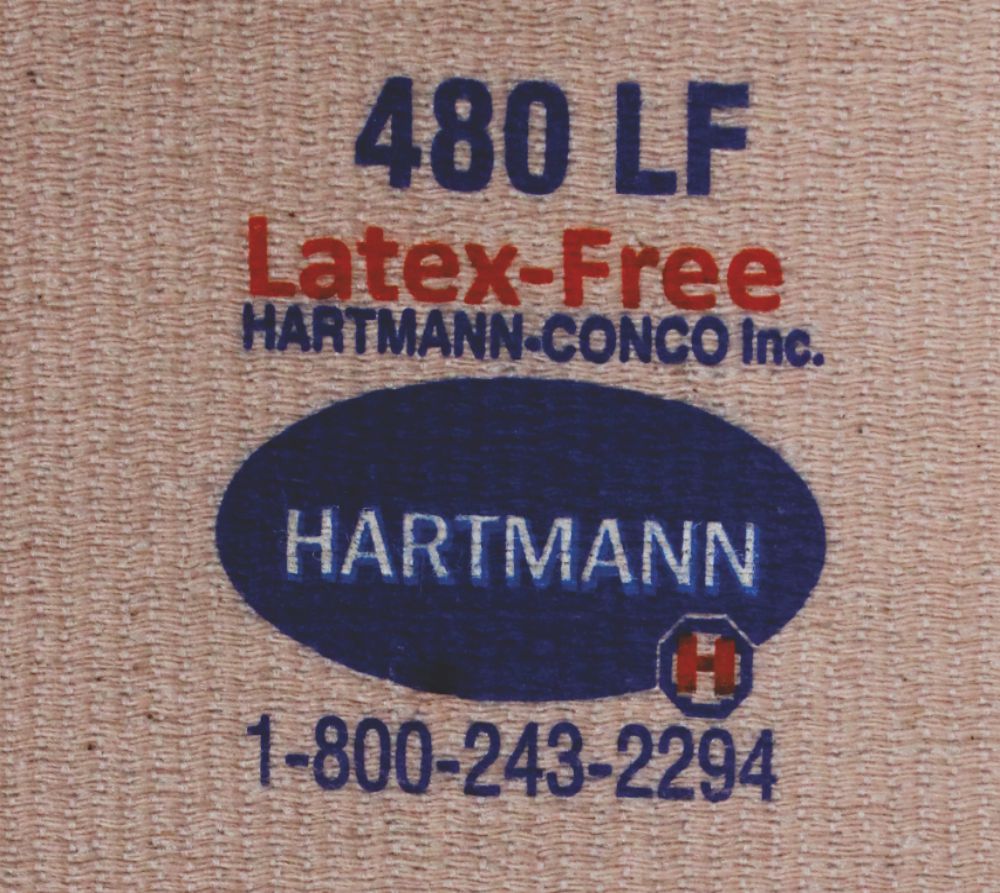 480 LF
Latex-Free
HARTMANN-CONCO Inc.
HARTMANN
H
1-800-243-2294